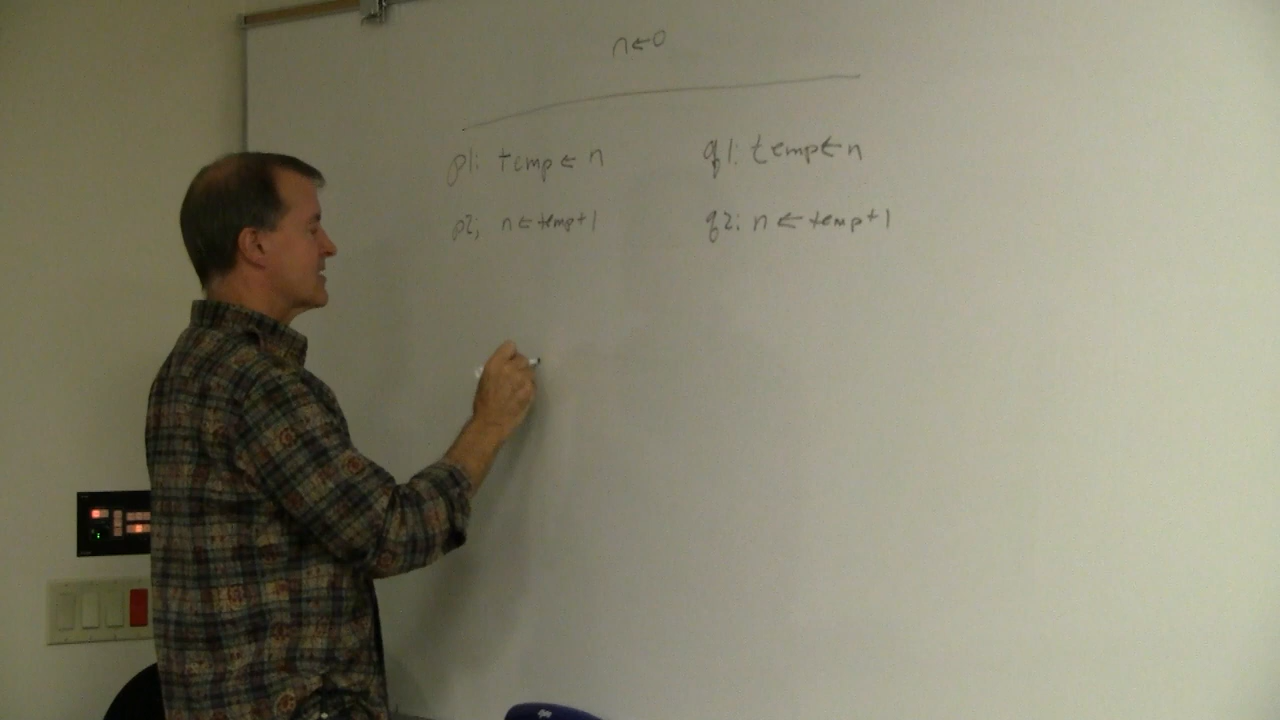 n←0
p1: temp ← n q1: temp ← n
p2; n ← temp+1 q2: n ← temp+1